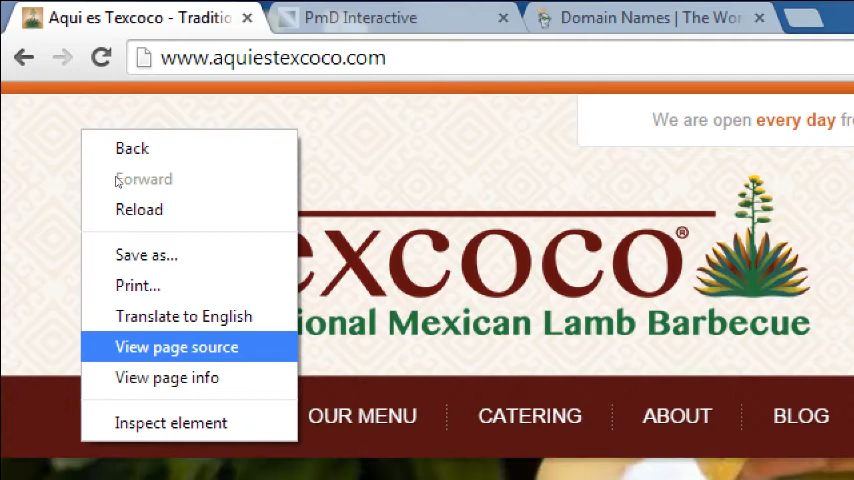 Aqui es Texcoco - Traditio
PmD Interactive
Domain Names | The Wor
www.aquiestexcoco.com
We are open every day fro
Back
Forward
Reload
Save as...
Print...
Translate to English
View page source
View page info
Inspect element
excoco®
ional Mexican Lamb Barbecue
OUR MENU
CATERING
ABOUT
BLOG